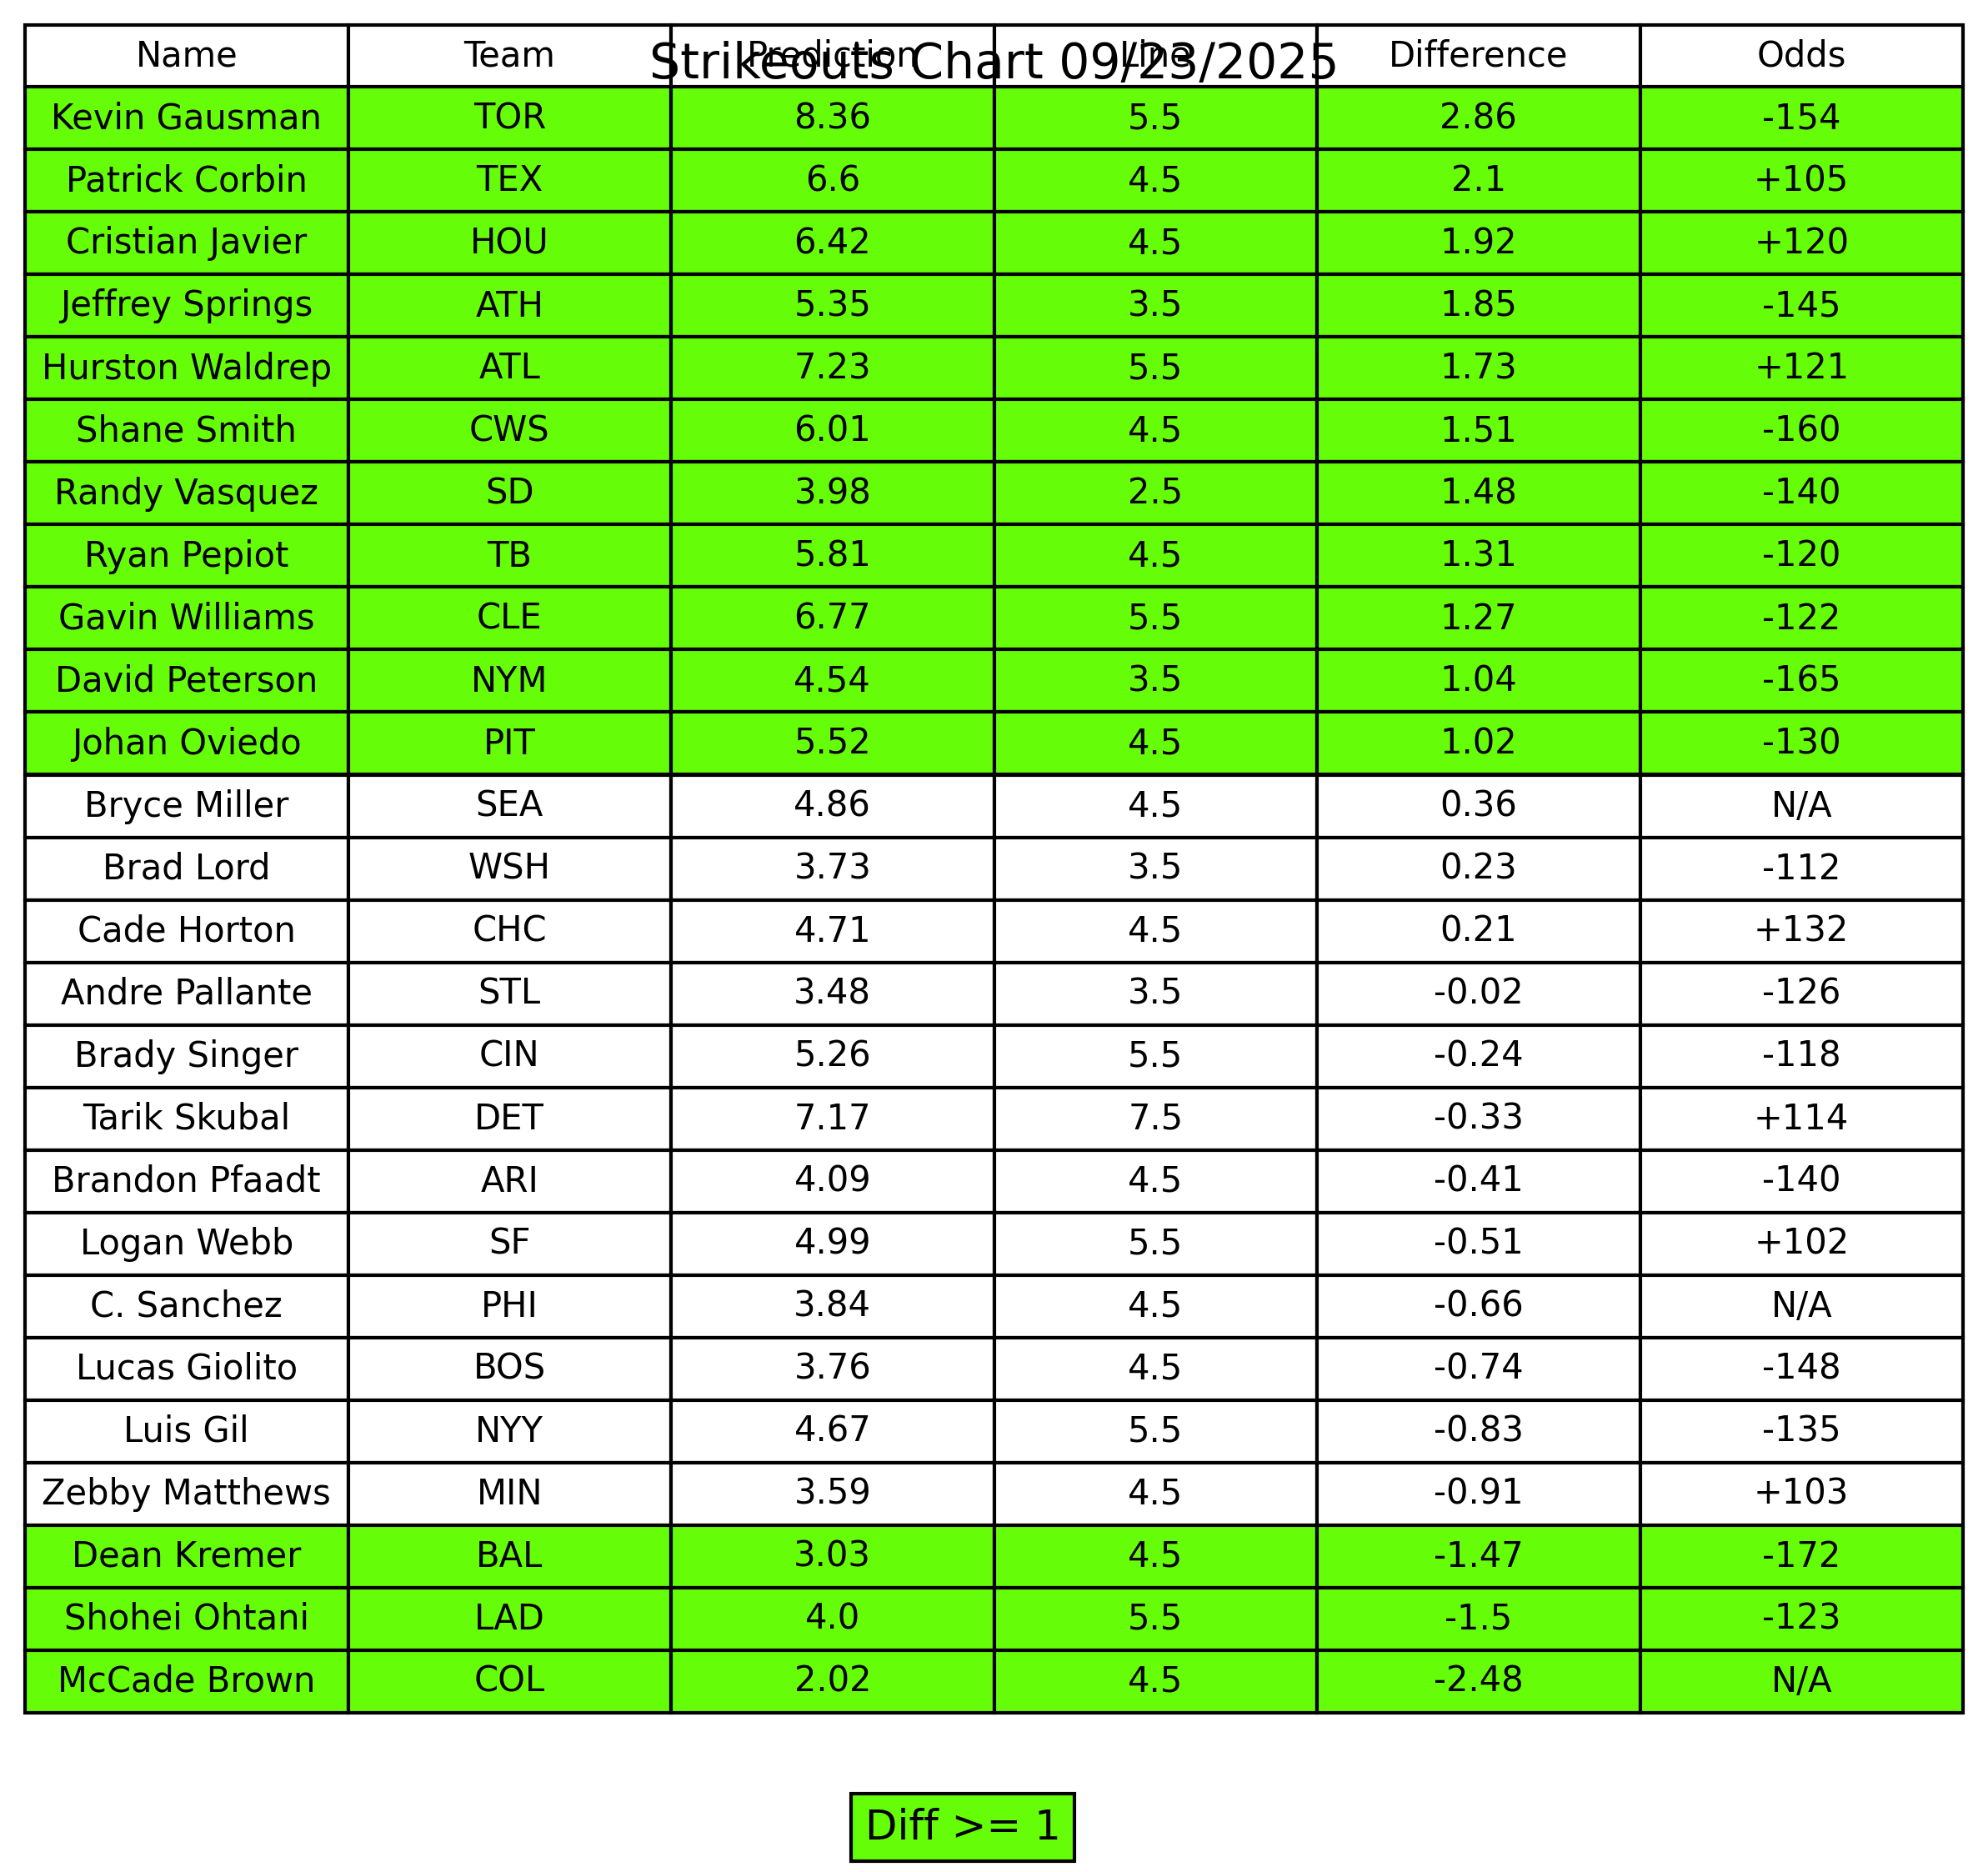 Strikeouts Chart 09/23/2025
Name Team Prediction Line Difference Odds
Kevin Gausman TOR 8.36 5.5 2.86 -154
Patrick Corbin TEX 6.6 4.5 2.1 +105
Cristian Javier HOU 6.42 4.5 1.92 +120
Jeffrey Springs ATH 5.35 3.5 1.85 -145
Hurston Waldrep ATL 7.23 5.5 1.73 +121
Shane Smith CWS 6.01 4.5 1.51 -160
Randy Vasquez SD 3.98 2.5 1.48 -140
Ryan Pepiot TB 5.81 4.5 1.31 -120
Gavin Williams CLE 6.77 5.5 1.27 -122
David Peterson NYM 4.54 3.5 1.04 -165
Johan Oviedo PIT 5.52 4.5 1.02 -130
Bryce Miller SEA 4.86 4.5 0.36 N/A
Brad Lord WSH 3.73 3.5 0.23 -112
Cade Horton CHC 4.71 4.5 0.21 +132
Andre Pallante STL 3.48 3.5 -0.02 -126
Brady Singer CIN 5.26 5.5 -0.24 -118
Tarik Skubal DET 7.17 7.5 -0.33 +114
Brandon Pfaadt ARI 4.09 4.5 -0.41 -140
Logan Webb SF 4.99 5.5 -0.51 +102
C. Sanchez PHI 3.84 4.5 -0.66 N/A
Lucas Giolito BOS 3.76 4.5 -0.74 -148
Luis Gil NYY 4.67 5.5 -0.83 -135
Zebby Matthews MIN 3.59 4.5 -0.91 +103
Dean Kremer BAL 3.03 4.5 -1.47 -172
Shohei Ohtani LAD 4.0 5.5 -1.5 -123
McCade Brown COL 2.02 4.5 -2.48 N/A
Diff >= 1